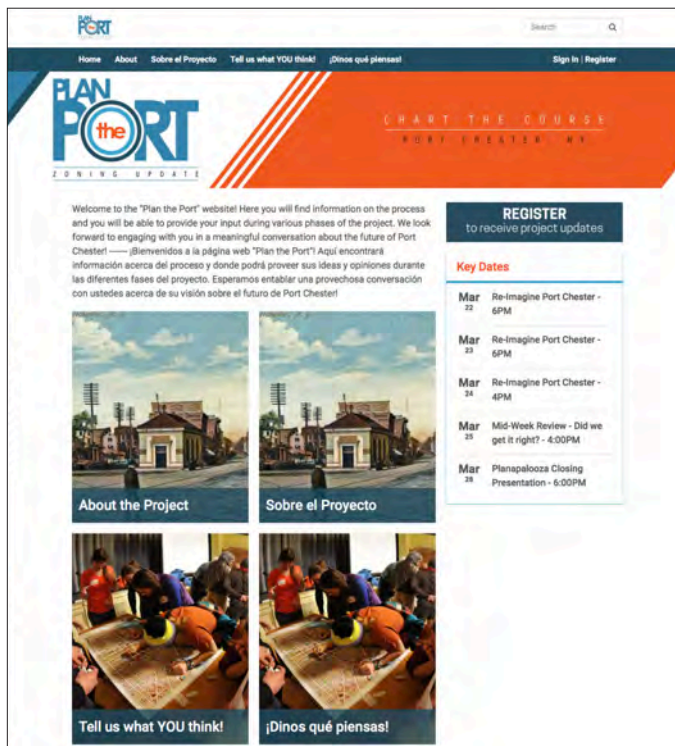 PLAN
the
PORT
Search
Home About Sobre el Proyecto Tell us what YOU think! ¡Dinos qué piensas! Sign In | Register
PLAN
the
PORT
ZONING UPDATE
CHART THE COURSE
PORT CHESTER, NY
Welcome to the "Plan the Port" website! Here you will find information on the process
and you will be able to provide your input during various phases of the project. We look
forward to engaging with you in a meaningful conversation about the future of Port
Chester! —— ¡Bienvenidos a la página web "Plan the Port"! Aquí encontrará
información acerca del proceso y donde podrá proveer sus ideas y opiniones durante
las diferentes fases del proyecto. Esperamos entablar una provechosa conversación
con ustedes acerca de su visión sobre el futuro de Port Chester!
REGISTER
to receive project updates
Key Dates
Mar
22
Re-Imagine Port Chester -
6PM
Mar
23
Re-Imagine Port Chester -
6PM
Mar
24
Re-Imagine Port Chester -
4PM
Mar
25
Mid-Week Review - Did we
get it right? - 4:00PM
Mar
28
Planapalooza Closing
Presentation - 6:00PM
About the Project
Sobre el Proyecto
Tell us what YOU think!
¡Dinos qué piensas!